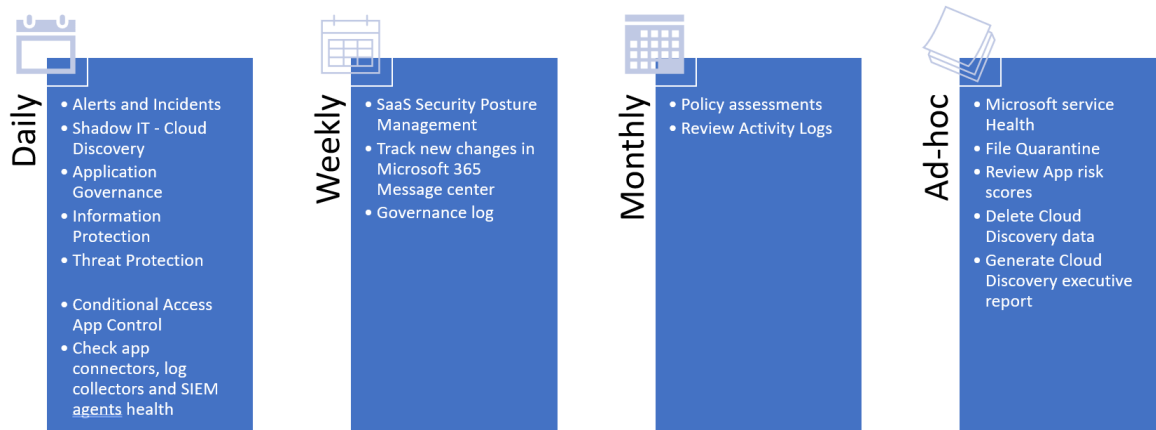 Daily
• Alerts and Incidents
• Shadow IT - Cloud
Discovery
• Application
Governance
• Information
Protection
• Threat Protection
• Conditional Access
App Control
• Check app
connectors, log
collectors and SIEM
agents health
Weekly
• SaaS Security Posture
Management
• Track new changes in
Microsoft 365
Message center
• Governance log
Monthly
• Policy assessments
• Review Activity Logs
Ad-hoc
• Microsoft service
Health
• File Quarantine
• Review App risk
scores
• Delete Cloud
Discovery data
• Generate Cloud
Discovery executive
report